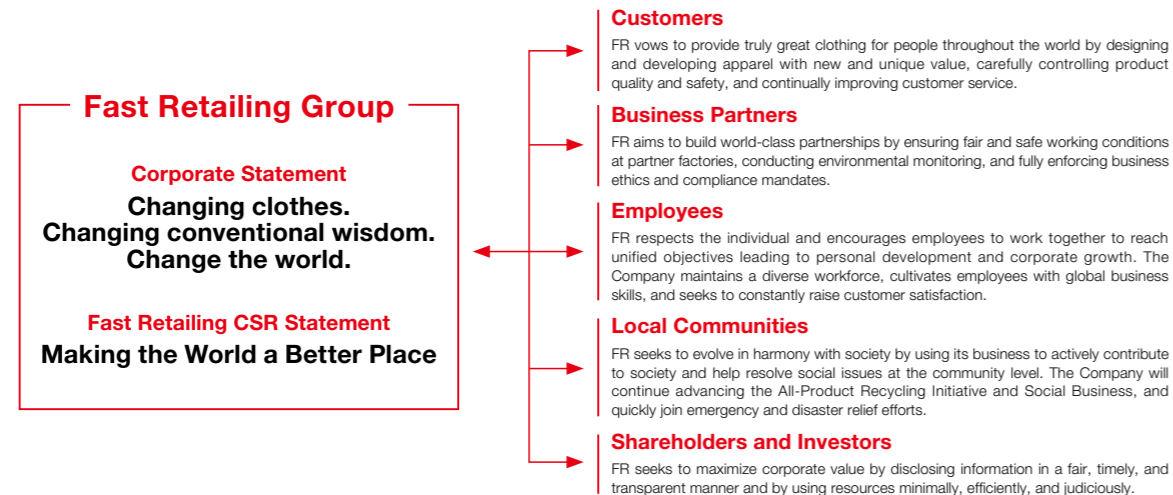 Fast Retailing Group
Corporate Statement
Changing clothes.
Changing conventional wisdom.
Change the world.
Fast Retailing CSR Statement
Making the World a Better Place
Customers
FR vows to provide truly great clothing for people throughout the world by designing
and developing apparel with new and unique value, carefully controlling product
quality and safety, and continually improving customer service.
Business Partners
FR aims to build world-class partnerships by ensuring fair and safe working conditions
at partner factories, conducting environmental monitoring, and fully enforcing business
ethics and compliance mandates.
Employees
FR respects the individual and encourages employees to work together to reach
unified objectives leading to personal development and corporate growth. The
Company maintains a diverse workforce, cultivates employees with global business
skills, and seeks to constantly raise customer satisfaction.
Local Communities
FR seeks to evolve in harmony with society by using its business to actively contribute
to society and help resolve social issues at the community level. The Company will
continue advancing the All-Product Recycling Initiative and Social Business, and
quickly join emergency and disaster relief efforts.
Shareholders and Investors
FR seeks to maximize corporate value by disclosing information in a fair, timely, and
transparent manner and by using resources minimally, efficiently, and judiciously.